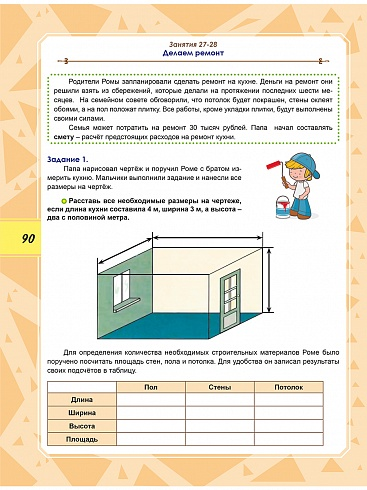 Занятия 27-28
Делаем ремонт
Родители Ромы запланировали сделать ремонт на кухне. Деньги на ремонт они
решили взять из сбережений, которые делали на протяжении последних шести ме-
сяцев. На семейном совете обговорили, что потолок будет покрашен, стены оклеят
обоями, а на пол положат плитку. Все работы, кроме укладки плитки, будут выполнены
своими силами.
Семья может потратить на ремонт 30 тысяч рублей. Папа начал составлять
смету – расчёт предстоящих расходов на ремонт кухни.
Задание 1.
Папа нарисовал чертёж и поручил Роме с братом из-
мерить кухню. Мальчики выполнили задание и нанесли все
размеры на чертёж.
Расставь все необходимые размеры на чертеже,
если длина кухни составила 4 м, ширина 3 м, а высота –
два с половиной метра.
90
Для определения количества необходимых строительных материалов Роме было
поручено посчитать площадь стен, пола и потолка. Для удобства он записал результаты
своих подсчётов в таблицу.
Пол Стены Потолок
Длина
Ширина
Высота
Площадь